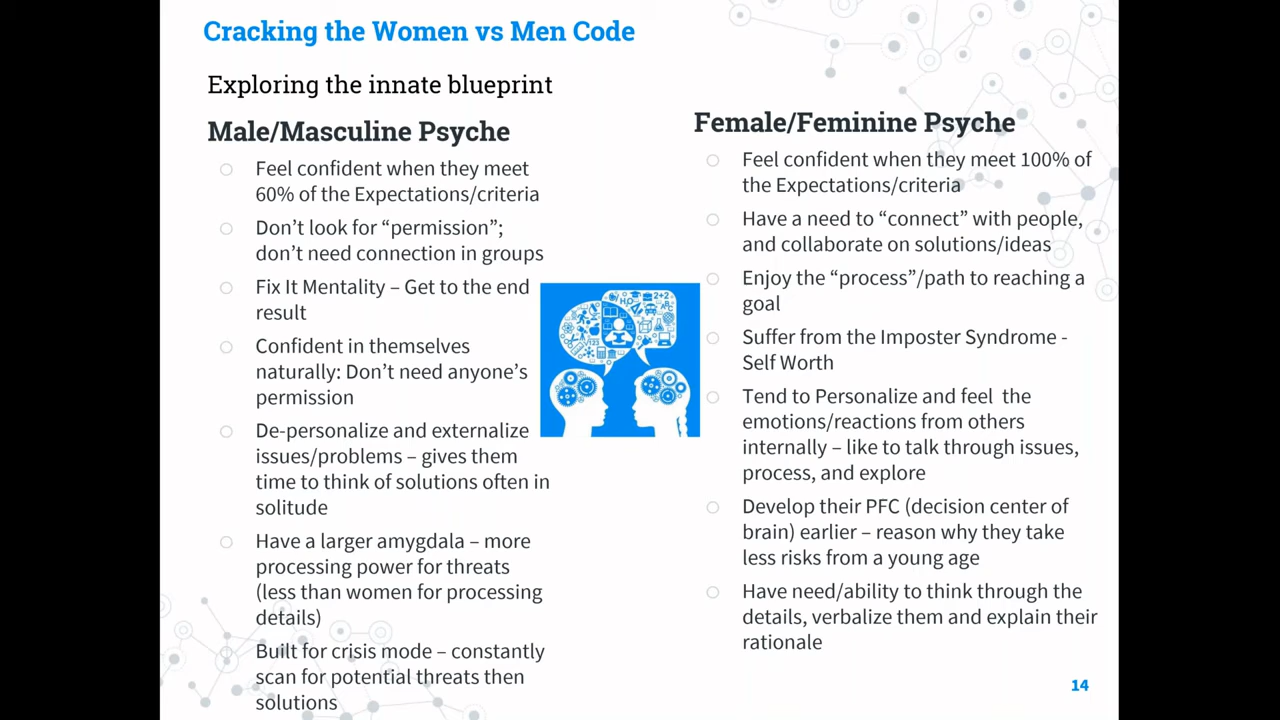 Cracking the Women vs Men Code
Exploring the innate blueprint
Male/Masculine Psyche
Feel confident when they meet
60% of the Expectations/criteria
Don't look for “permission”;
don't need connection in groups
Fix It Mentality – Get to the end
result
Confident in themselves
naturally: Don't need anyone's
permission
De-personalize and externalize
issues/problems – gives them
time to think of solutions often in
solitude
Have a larger amygdala – more
processing power for threats
(less than women for processing
details)
Built for crisis mode – constantly
scan for potential threats then
solutions
H₂O
2+2
Female/Feminine Psyche
Feel confident when they meet 100% of
the Expectations/criteria
Have a need to “connect” with people,
and collaborate on solutions/ideas
Enjoy the “process”/path to reaching a
goal
Suffer from the Imposter Syndrome -
Self Worth
Tend to Personalize and feel  the
emotions/reactions from others
internally – like to talk through issues,
process, and explore
Develop their PFC (decision center of
brain) earlier – reason why they take
less risks from a young age
Have need/ability to think through the
details, verbalize them and explain their
rationale
14